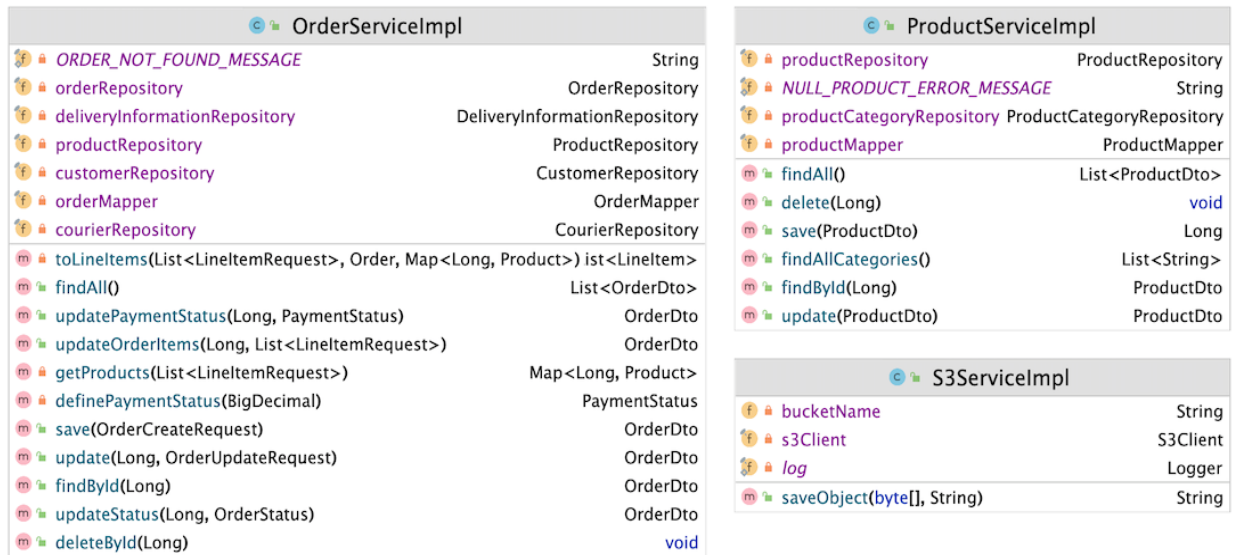 OrderServiceImpl
ORDER_NOT_FOUND_MESSAGE String
orderRepository OrderRepository
deliveryInformationRepository DeliveryInformationRepository
productRepository ProductRepository
customerRepository CustomerRepository
orderMapper OrderMapper
courierRepository CourierRepository
toLineItems(List<LineItemRequest>, Order, Map<Long, Product>) ist<LineItem>
findAll() List<OrderDto>
updatePaymentStatus(Long, PaymentStatus) OrderDto
updateOrderItems(Long, List<LineItemRequest>) OrderDto
getProducts(List<LineItemRequest>) Map<Long, Product>
definePaymentStatus(BigDecimal) PaymentStatus
save(OrderCreateRequest) OrderDto
update(Long, OrderUpdateRequest) OrderDto
findById(Long) OrderDto
updateStatus(Long, OrderStatus) OrderDto
deleteById(Long) void
ProductServiceImpl
productRepository ProductRepository
NULL_PRODUCT_ERROR_MESSAGE String
productCategoryRepository ProductCategoryRepository
productMapper ProductMapper
findAll() List<ProductDto>
delete(Long) void
save(ProductDto) Long
findAllCategories() List<String>
findById(Long) ProductDto
update(ProductDto) ProductDto
S3ServiceImpl
bucketName String
s3Client S3Client
log Logger
saveObject(byte[], String) String